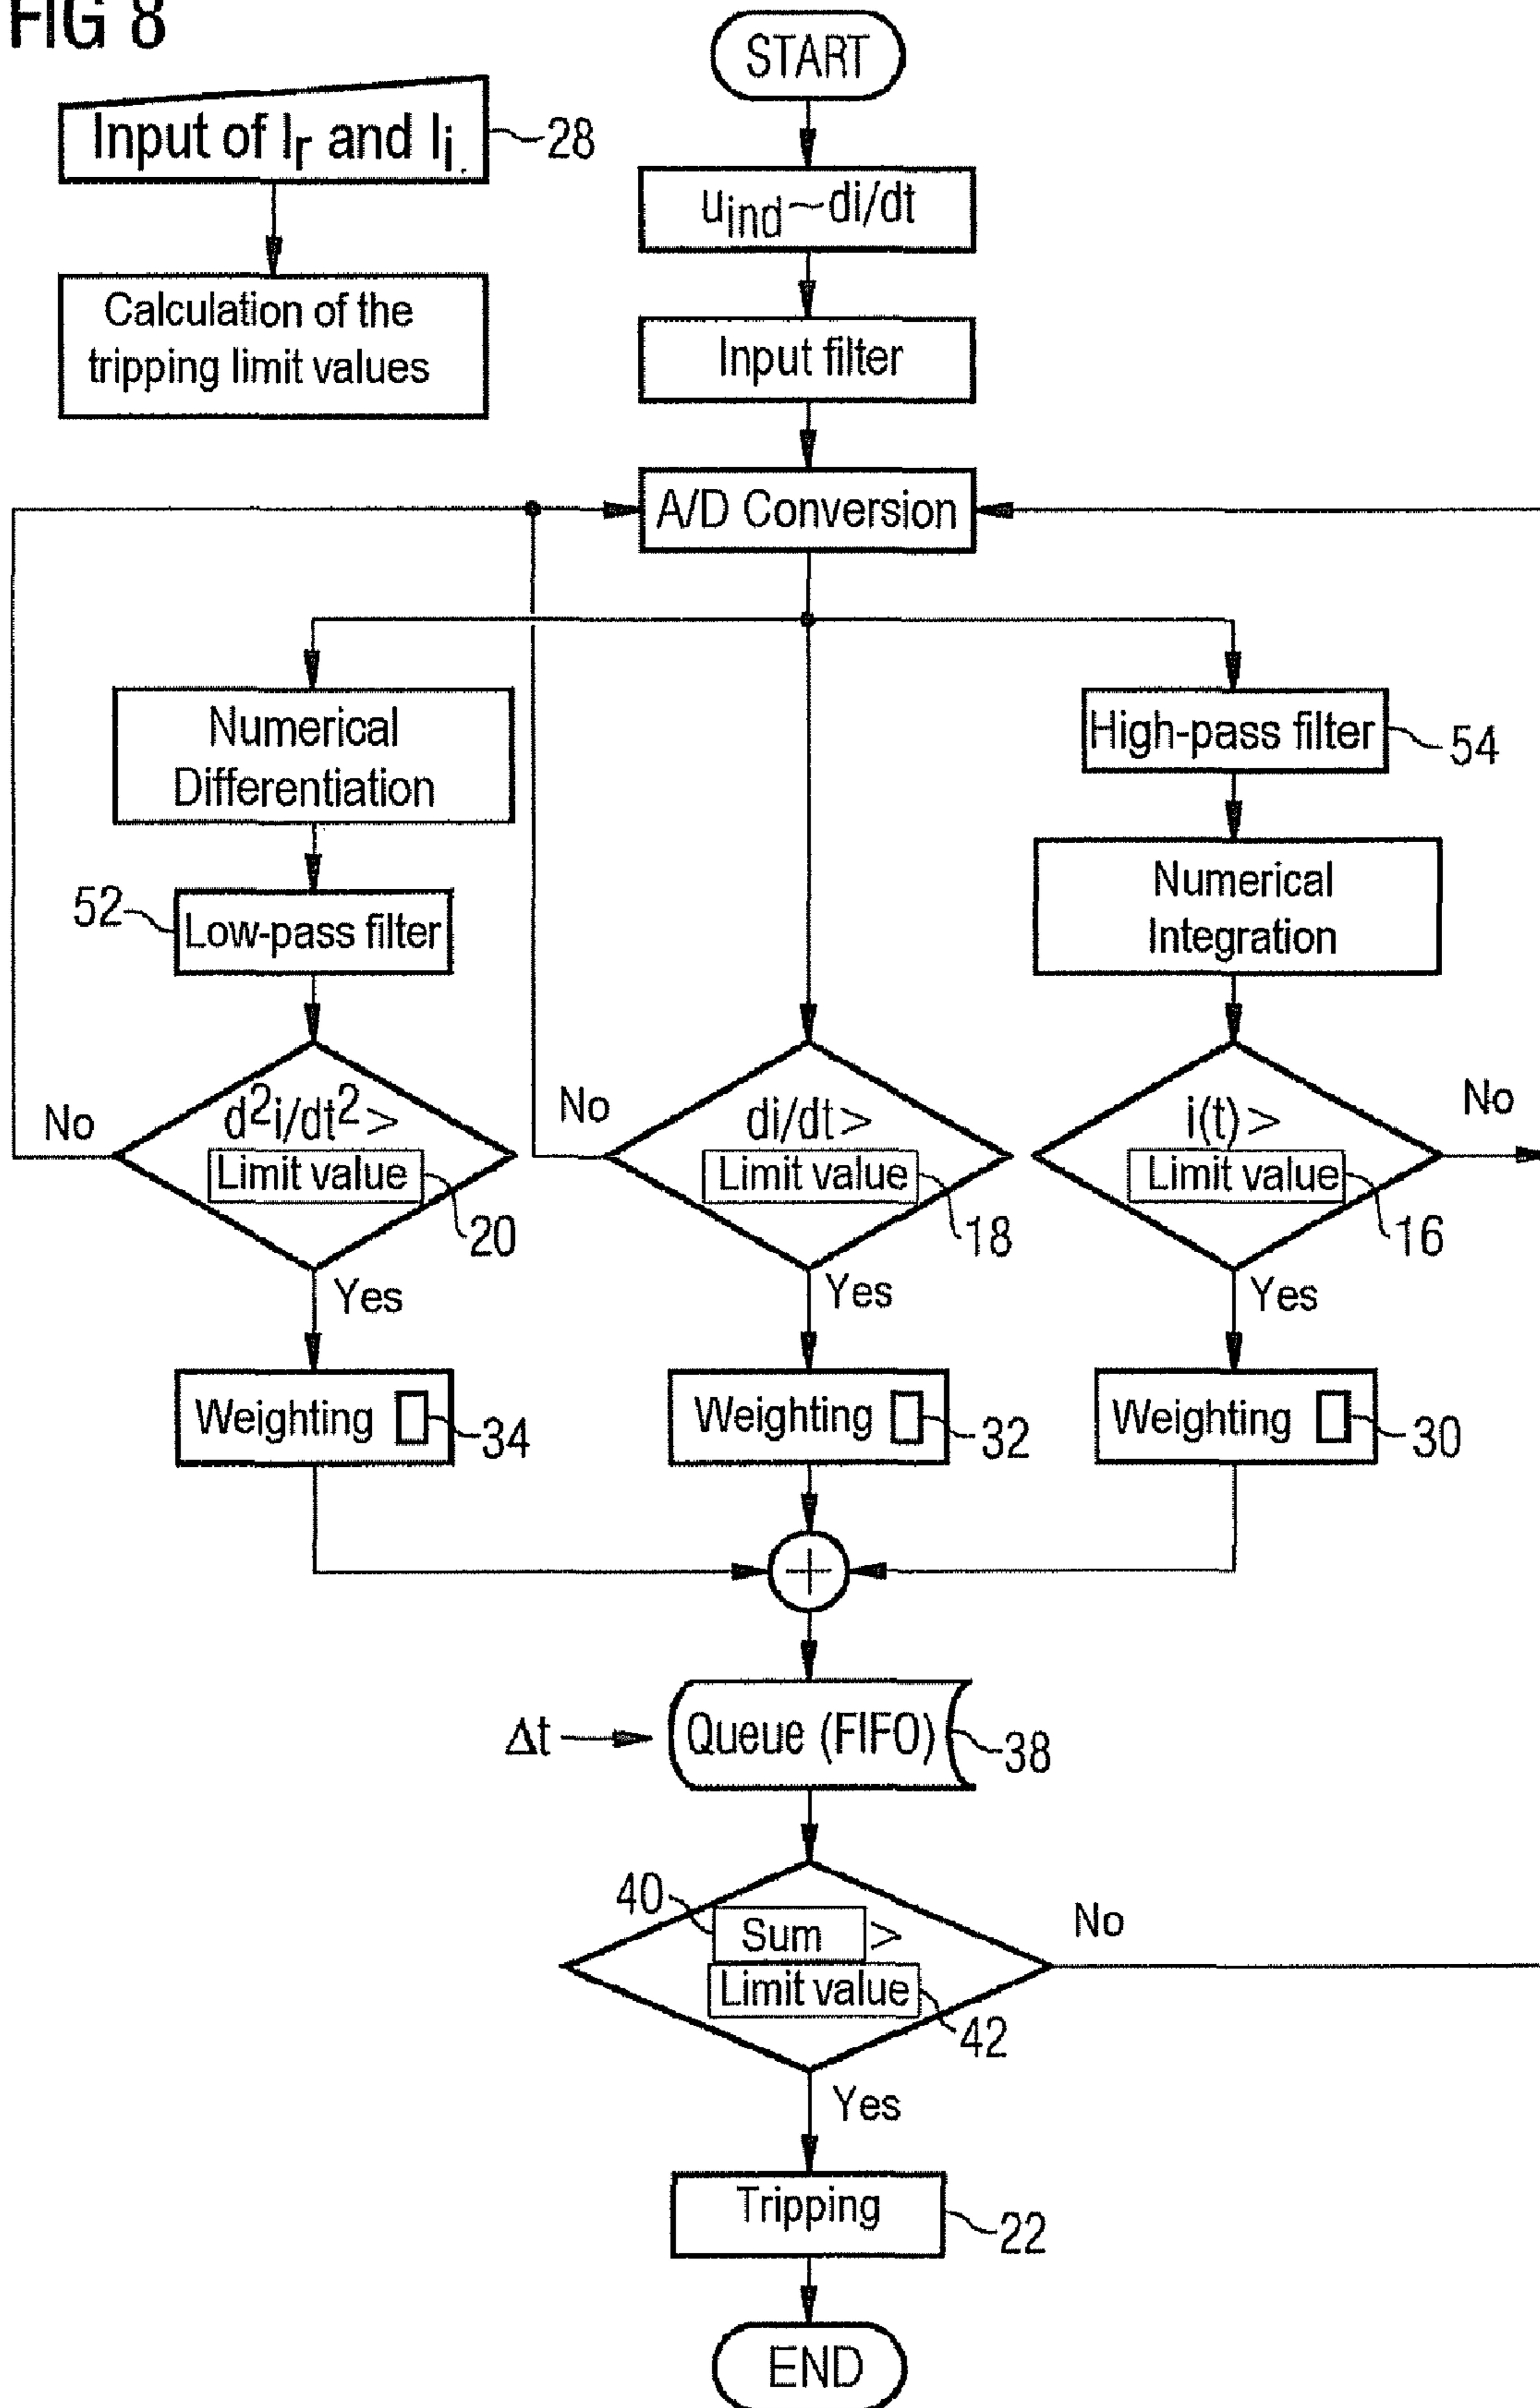 FIG 8
START
Input of Ir and Ii.
28
uind~di/dt
Calculation of the
tripping limit values
Input filter
A/D Conversion
Numerical
Differentiation
High-pass filter
54
52
Low-pass filter
Numerical
Integration
No
d²i/dt²>
Limit value
20
No
di/dt>
Limit value
18
i(t)>
Limit value
16
No
Yes
Yes
Yes
Weighting
34
Weighting
32
Weighting
30
+
Δt
Queue (FIFO)
38
40
Sum >
Limit value
42
No
Yes
Tripping
22
END